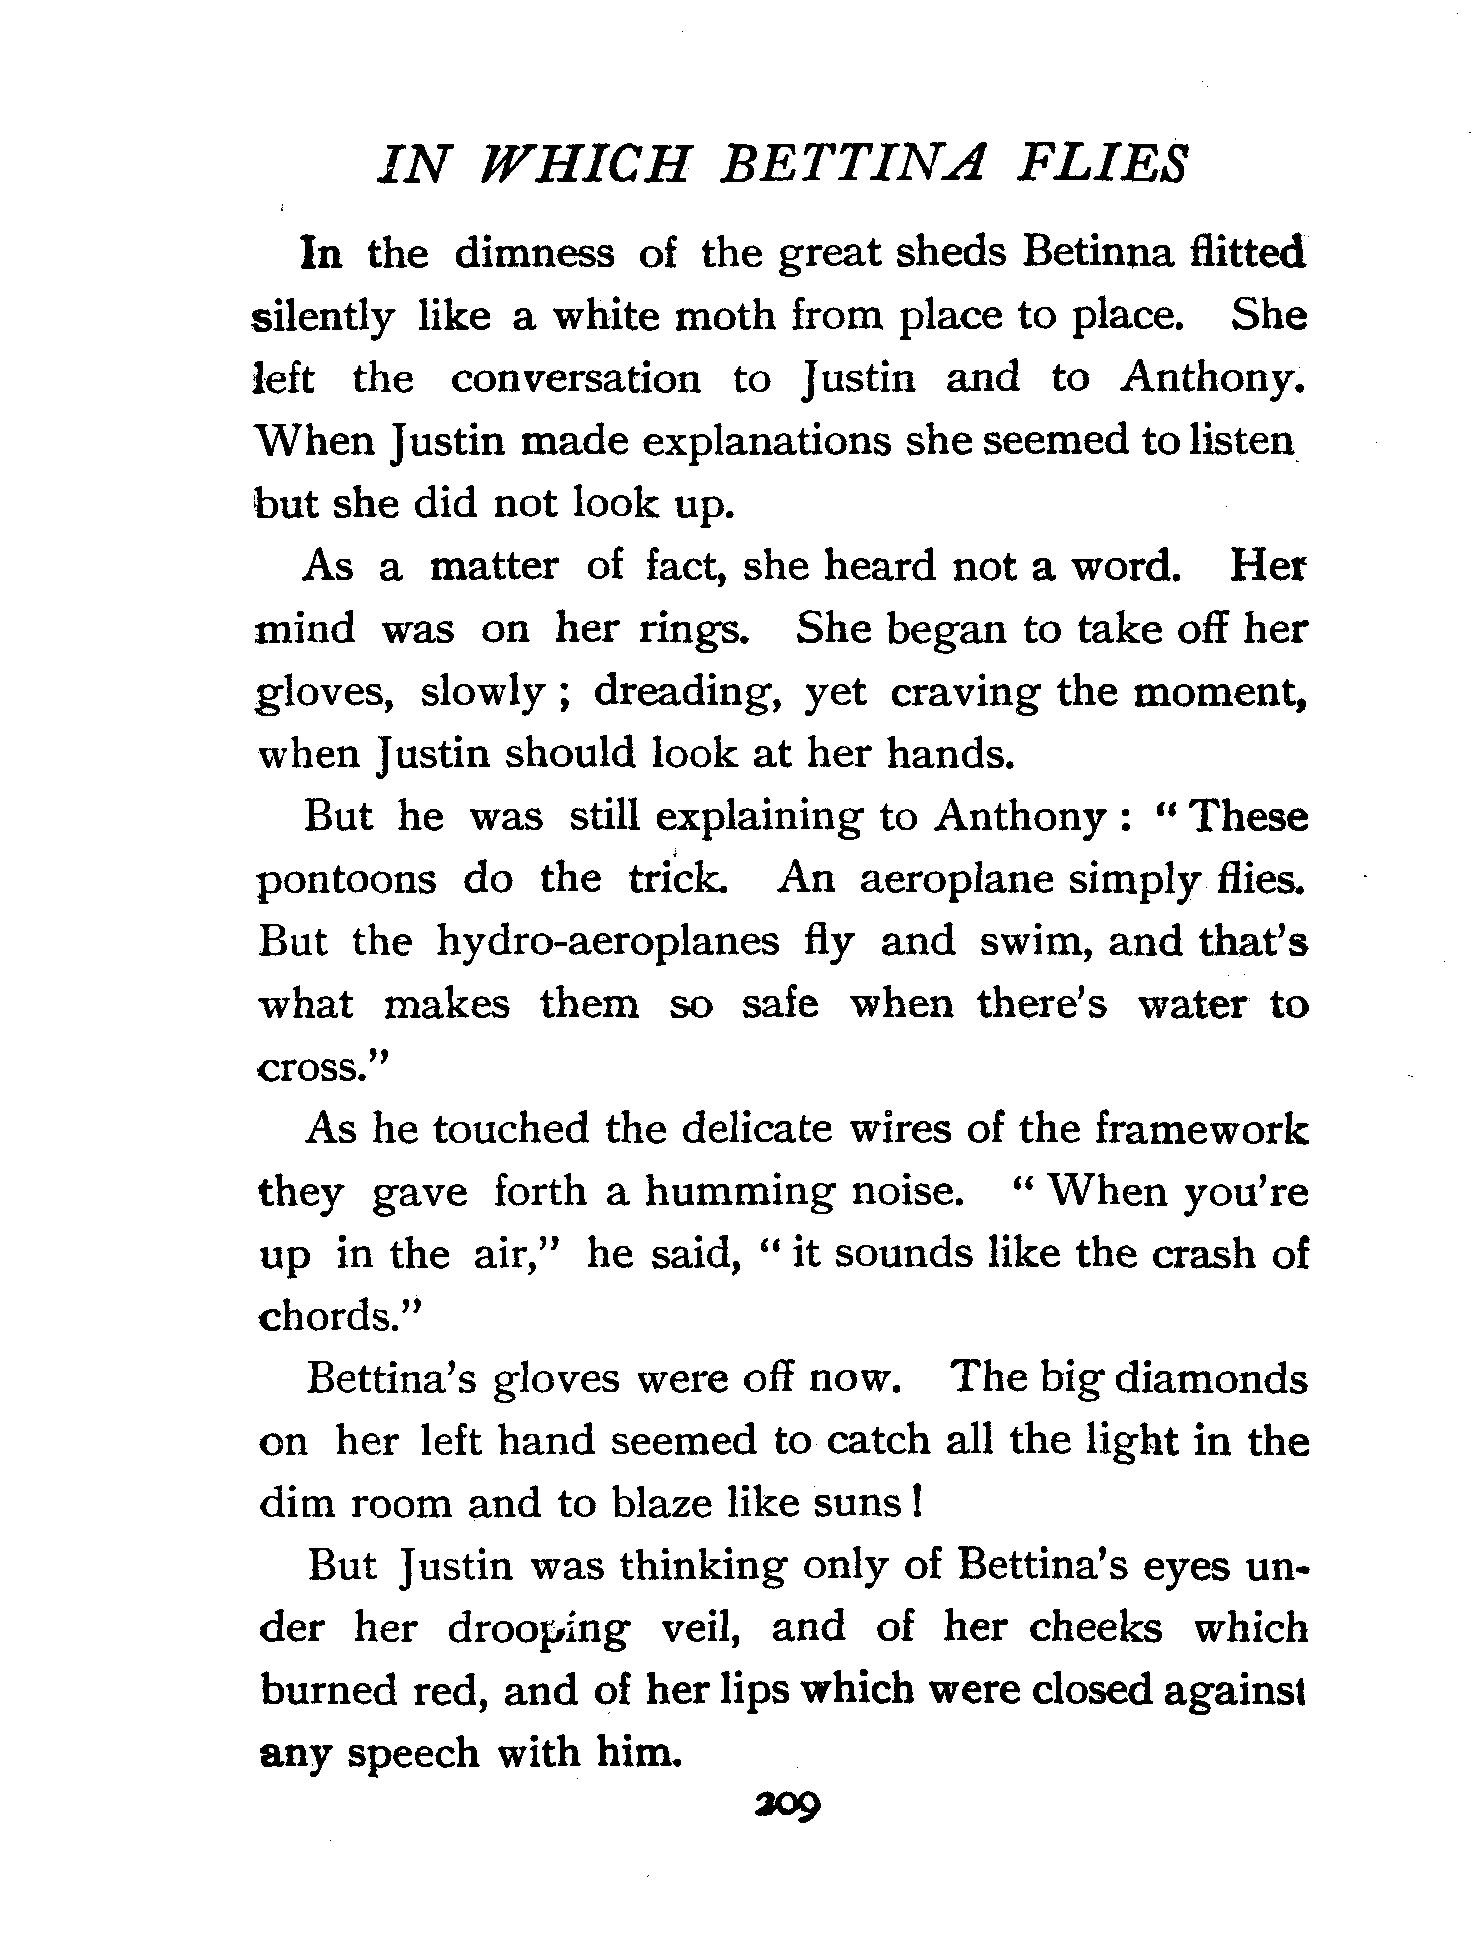 IN WHICH BETTINA FLIES
In the dimness of the great sheds Betinna flitted
silently like a white moth from place to place. She
left the conversation to Justin and to Anthony.
When Justin made explanations she seemed to listen
but she did not look up.
As a matter of fact, she heard not a word. Her
mind was on her rings. She began to take off her
gloves, slowly ; dreading, yet craving the moment,
when Justin should look at her hands.
But he was still explaining to Anthony : “ These
pontoons do the trick. An aeroplane simply flies.
But the hydro-aeroplanes fly and swim, and that’s
what makes them so safe when there’s water to
cross.”
As he touched the delicate wires of the framework
they gave forth a humming noise. “ When you’re
up in the air,” he said, “ it sounds like the crash of
chords.”
Bettina’s gloves were off now. The big diamonds
on her left hand seemed to catch all the light in the
dim room and to blaze like suns !
But Justin was thinking only of Bettina’s eyes un-
der her drooping veil, and of her cheeks which
burned red, and of her lips which were closed against
any speech with him.
209